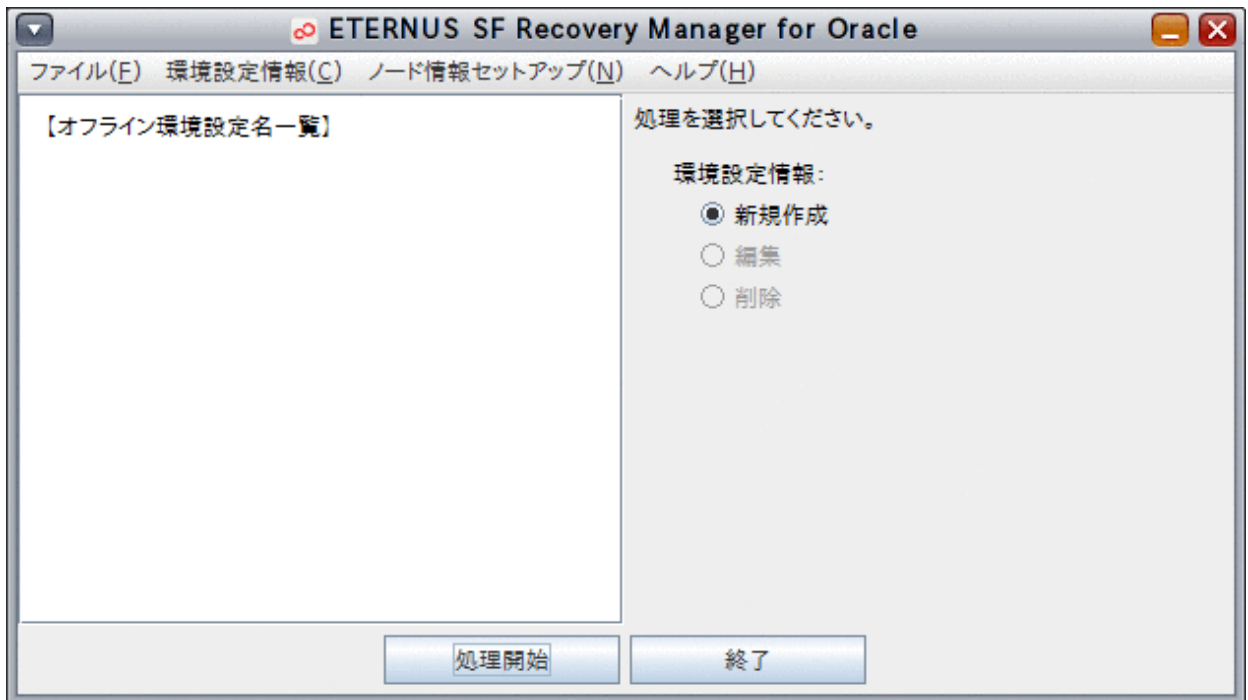 ETERNUS SF Recovery Manager for Oracle
ファイル(F) 環境設定情報(C) ノード情報セットアップ(N) ヘルプ(H)
【オフライン環境設定名一覧】
処理を選択してください。
環境設定情報:
新規作成
編集
削除
処理開始 終了